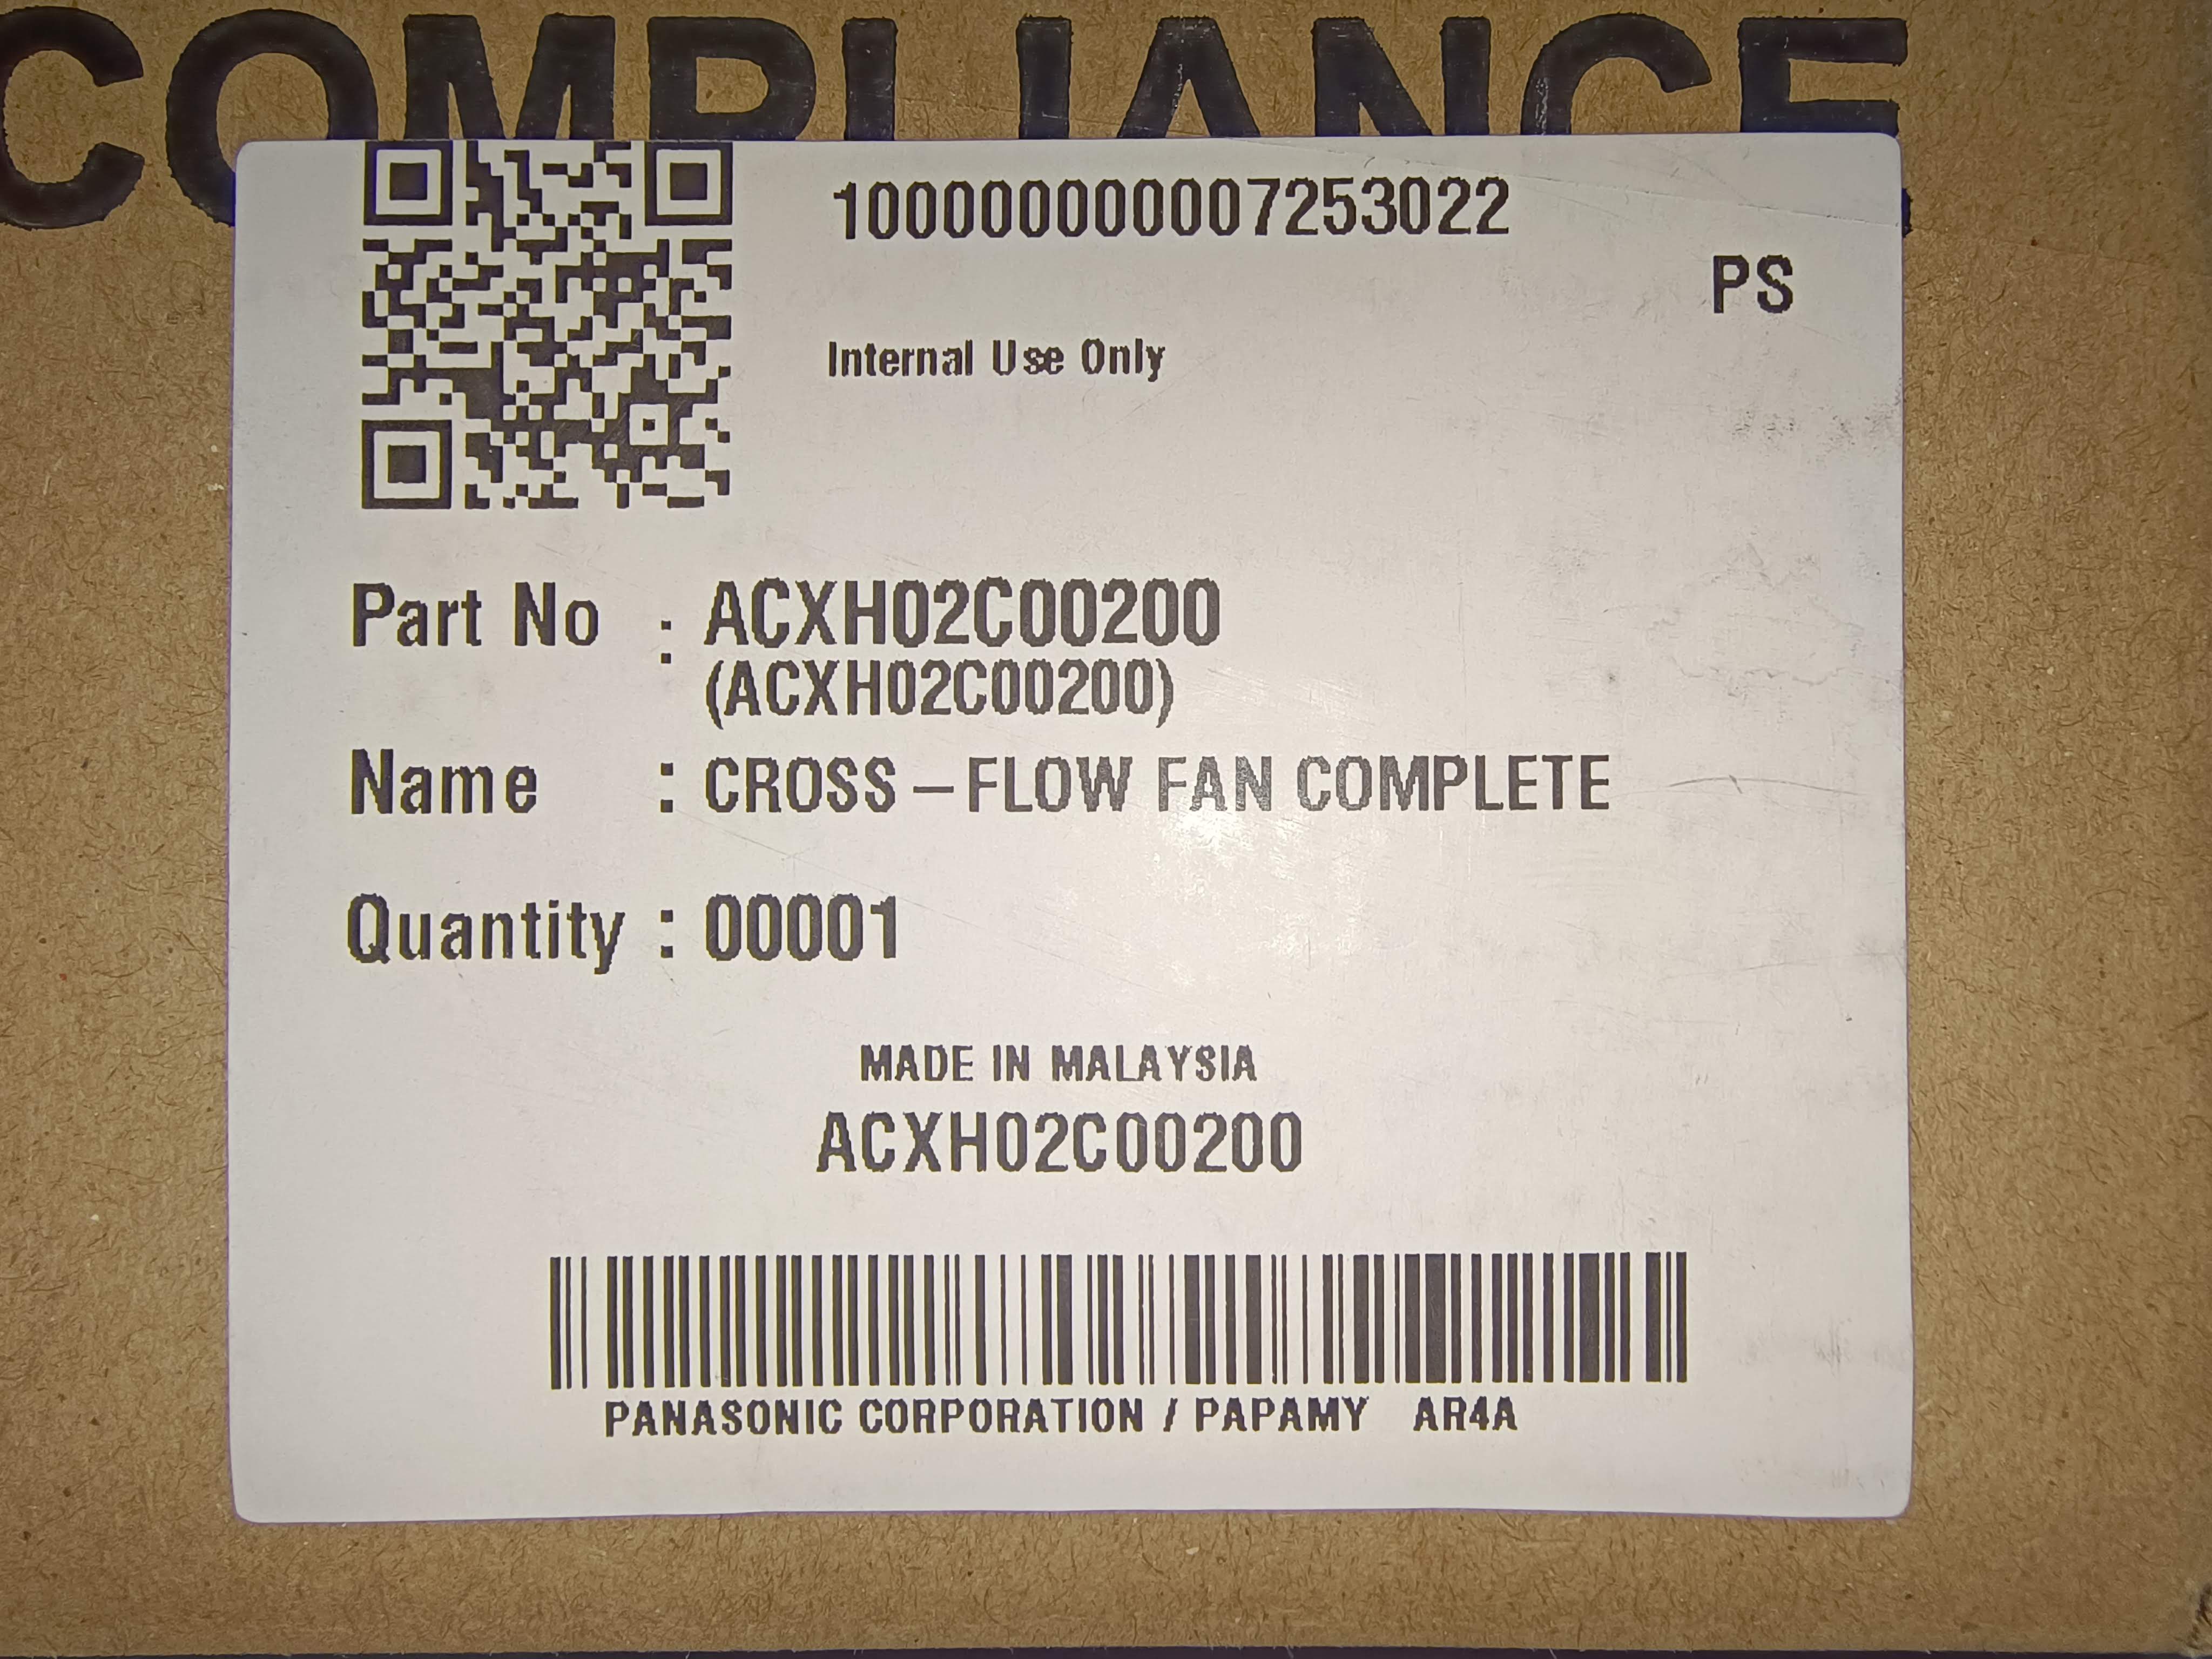 COMPLIANCE
1000000000007253022
PS
Internal Use Only
Part No : ACXH02C00200
(ACXH02C00200)
Name : CROSS-FLOW FAN COMPLETE
Quantity : 00001
MADE IN MALAYSIA
ACXH02C00200
PANASONIC CORPORATION / PAPAMY AR4A